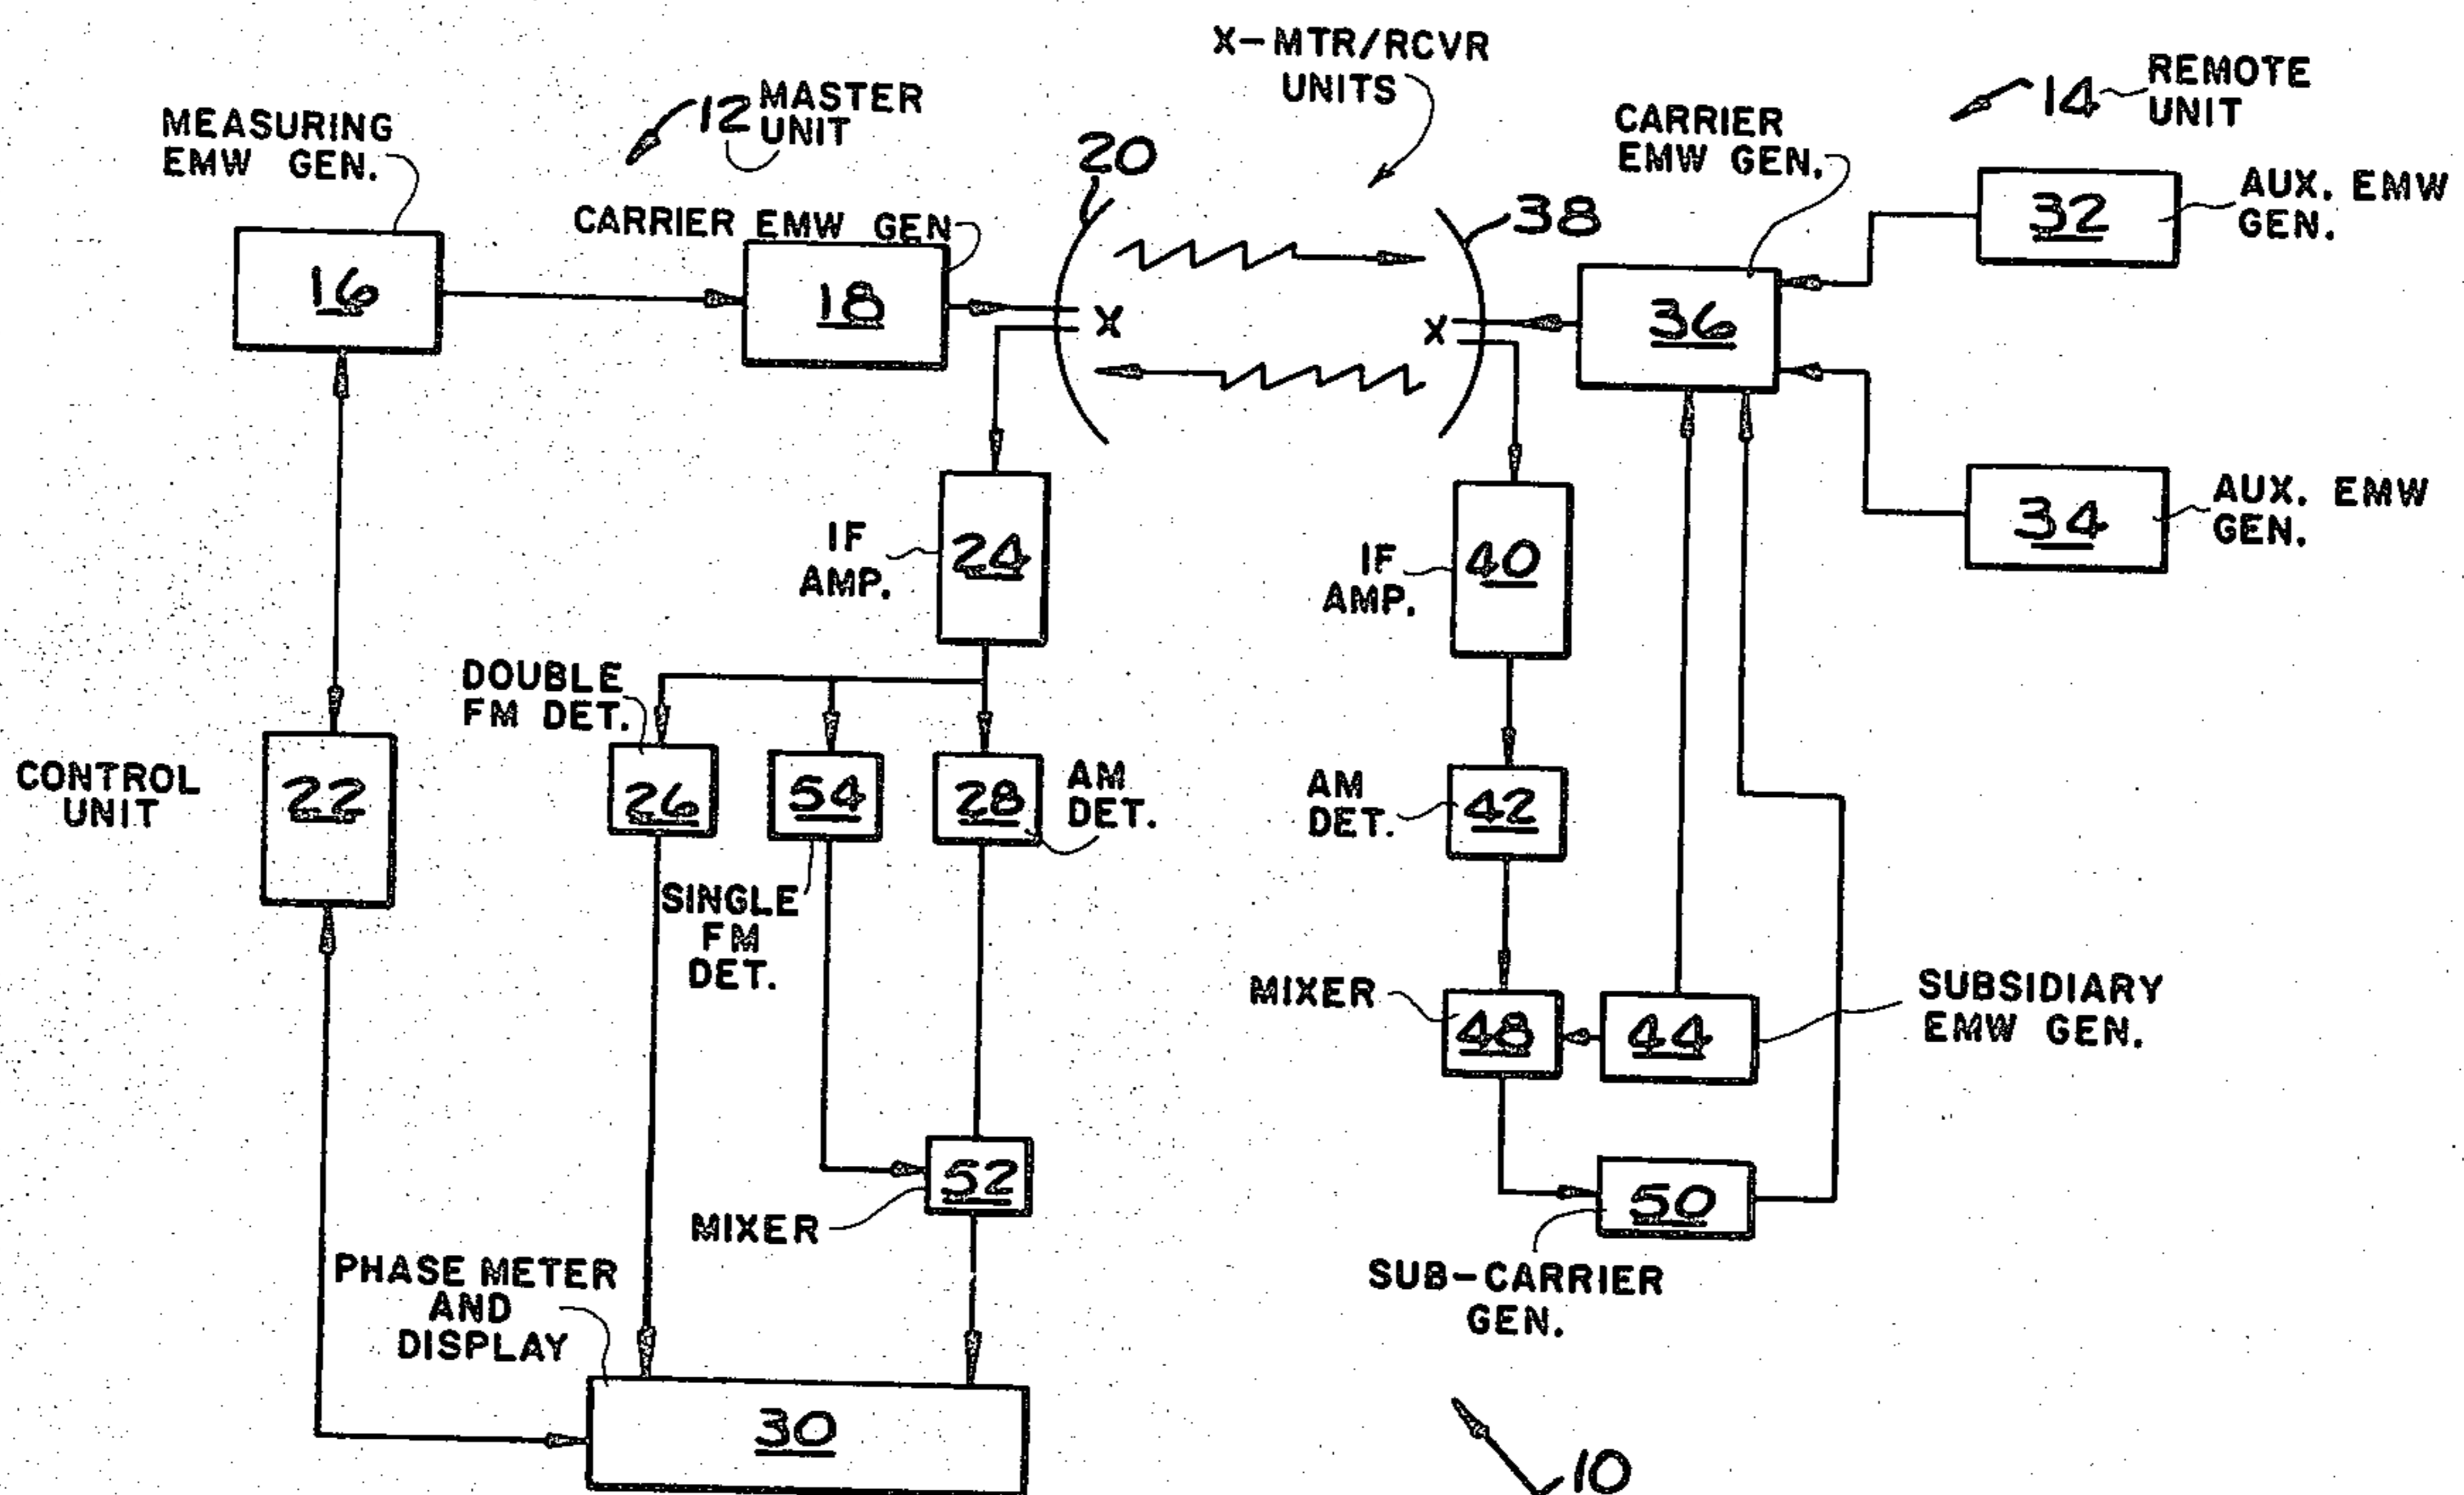 X-MTR/RCVR
UNITS
12 MASTER
UNIT
14 REMOTE
UNIT
MEASURING
EMW GEN.
CARRIER EMW GEN
20
38
CARRIER
EMW GEN.
32
AUX. EMW
GEN.
16
18
X
X
36
34
AUX. EMW
GEN.
IF
AMP.
24
IF
AMP.
40
DOUBLE
FM DET.
CONTROL
UNIT
22
26
54
28
AM
DET.
AM
DET.
42
SINGLE
FM
DET.
MIXER
48
44
SUBSIDIARY
EMW GEN.
52
MIXER
50
SUB-CARRIER
GEN.
PHASE METER
AND
DISPLAY
30
10